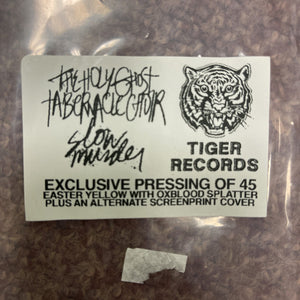 THE HOLY GHOST
TABERNACLE CHOIR
Slow
Murder
TIGER
RECORDS
EXCLUSIVE PRESSING OF 45
EASTER YELLOW WITH OXBLOOD SPLATTER
PLUS AN ALTERNATE SCREENPRINT COVER